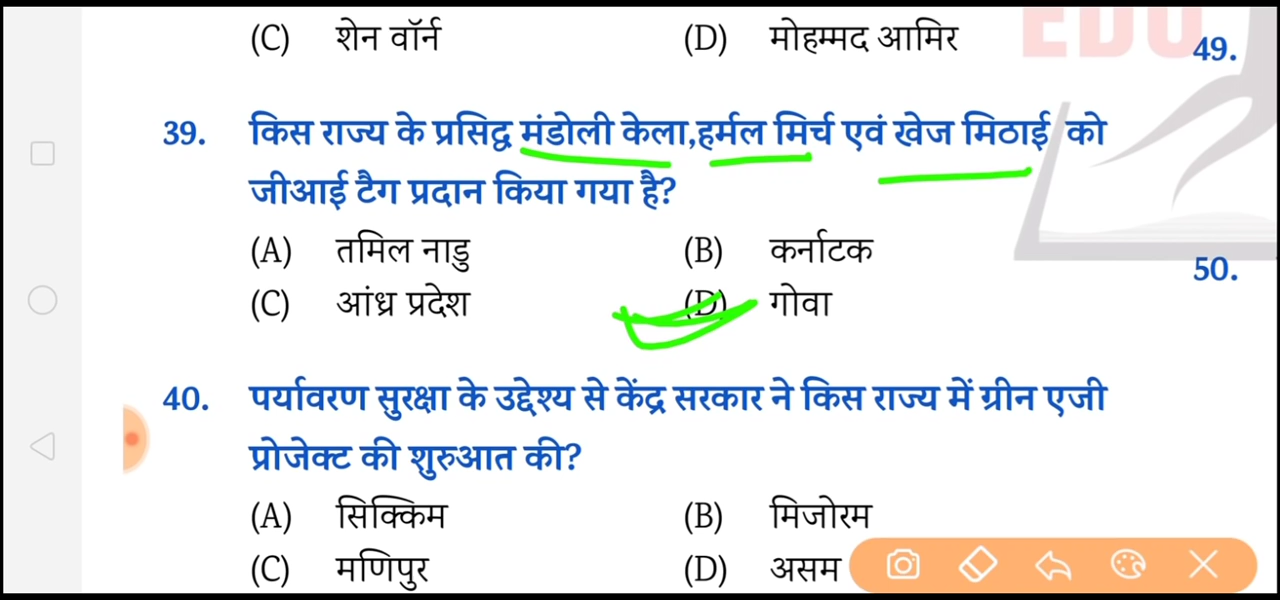 (C) शेन वॉर्न (D) मोहम्मद आमिर
EDU
49.
39. किस राज्य के प्रसिद्व मंडोली केला,हर्मल मिर्च एवं खेज मिठाई को
जीआई टैग प्रदान किया गया है?
(A) तमिल नाडु (B) कर्नाटक
50.
(C) आंध्र प्रदेश (D) गोवा
40. पर्यावरण सुरक्षा के उद्देश्य से केंद्र सरकार ने किस राज्य में ग्रीन एजी
प्रोजेक्ट की शुरुआत की?
(A) सिक्किम (B) मिजोरम
(C) मणिपुर (D) असम